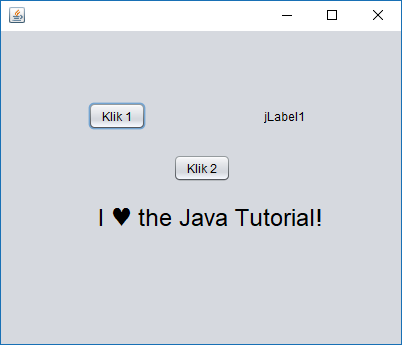 Klik 1
jLabel1
Klik 2
I ♥ the Java Tutorial!